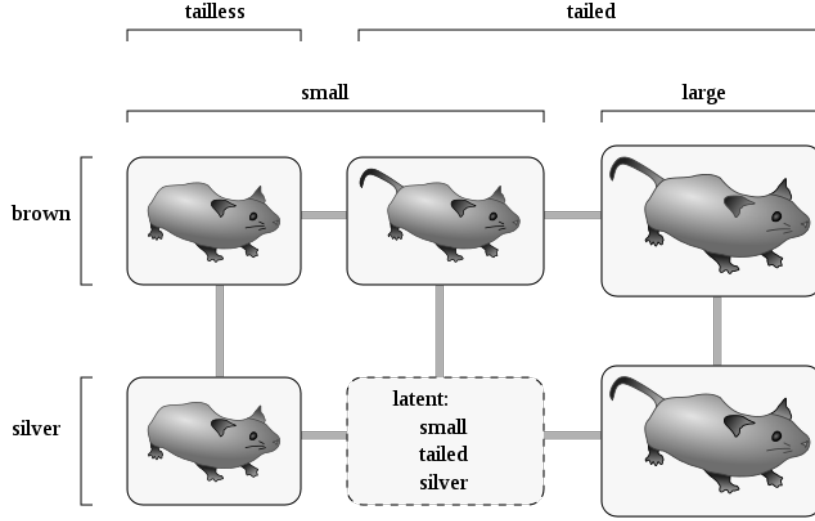 tailless
tailed
small
large
brown
silver
latent:
small
tailed
silver